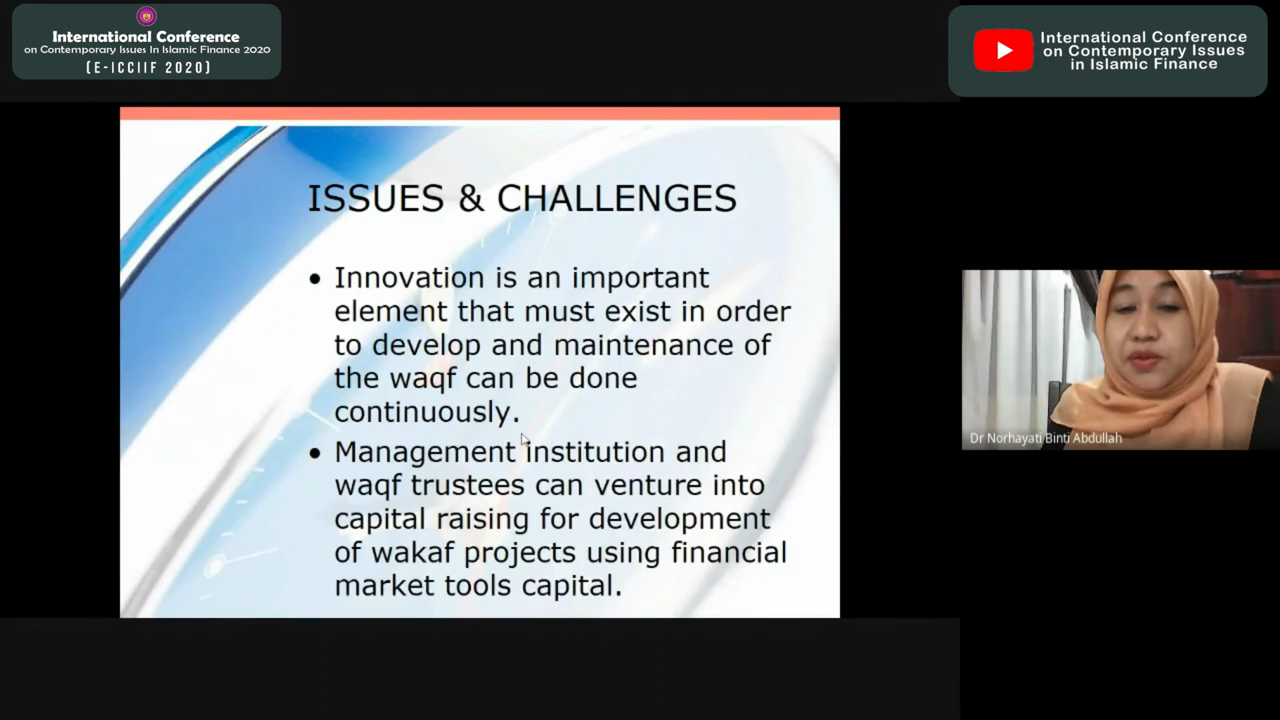 International Conference
on Contemporary Issues In Islamic Finance 2020
(E-ICCIIF 2020)
International Conference
on Contemporary Issues
in Islamic Finance
ISSUES & CHALLENGES
• Innovation is an important
element that must exist in order
to develop and maintenance of
the waqf can be done
continuously.
• Management institution and
waqf trustees can venture into
capital raising for development
of wakaf projects using financial
market tools capital.
Dr Norhayati Binti Abdullah